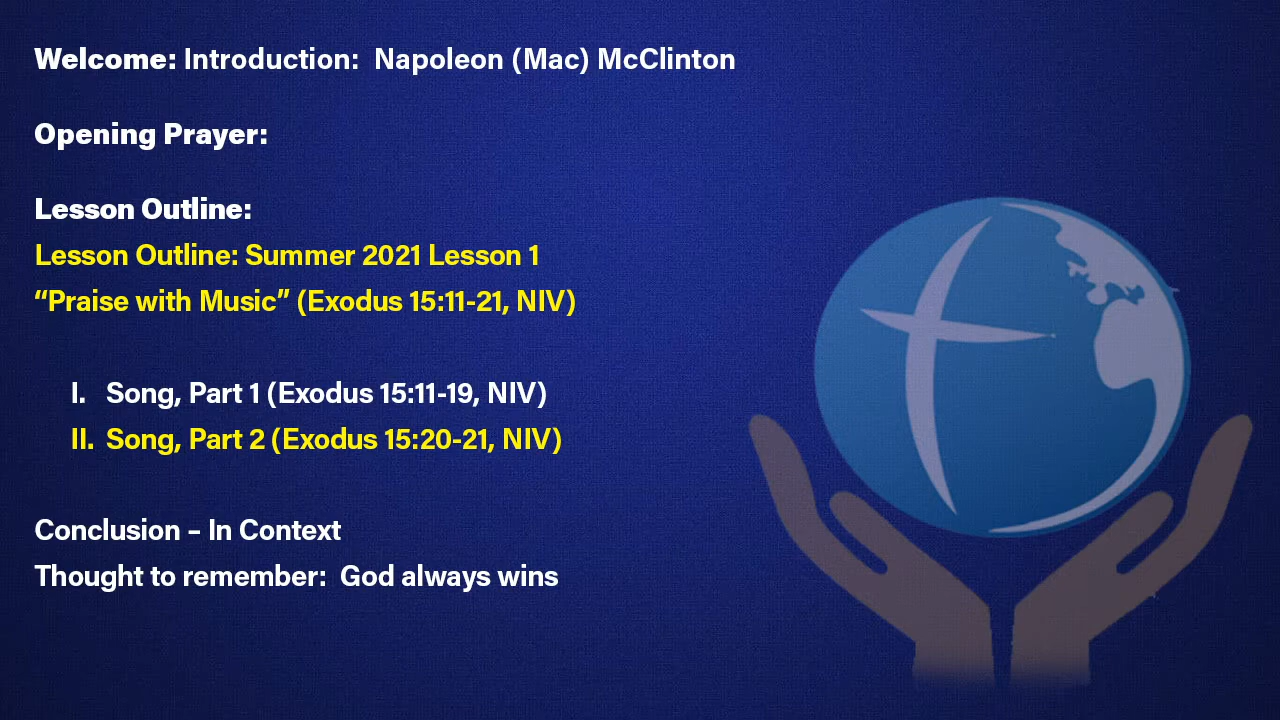 Welcome: Introduction:  Napoleon (Mac) McClinton
Opening Prayer:
Lesson Outline:
Lesson Outline: Summer 2021 Lesson 1
“Praise with Music” (Exodus 15:11-21, NIV)
I. Song, Part 1 (Exodus 15:11-19, NIV)
II. Song, Part 2 (Exodus 15:20-21, NIV)
Conclusion – In Context
Thought to remember:  God always wins